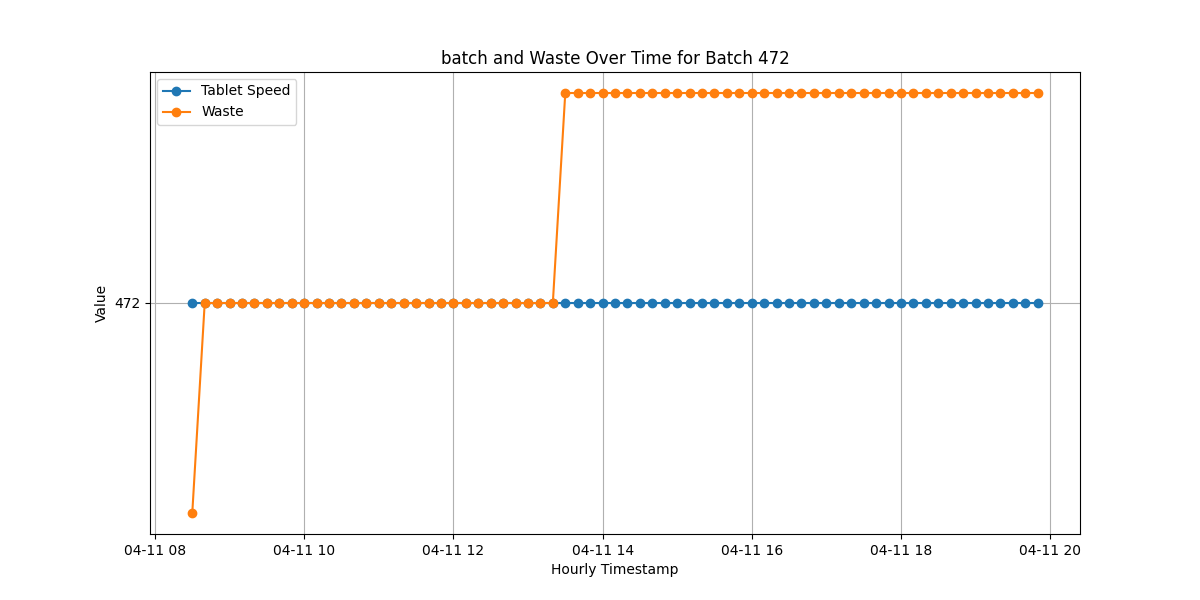 batch and Waste Over Time for Batch 472
Tablet Speed
Waste
Value
472
04-11 08
04-11 10
04-11 12
04-11 14
04-11 16
04-11 18
04-11 20
Hourly Timestamp